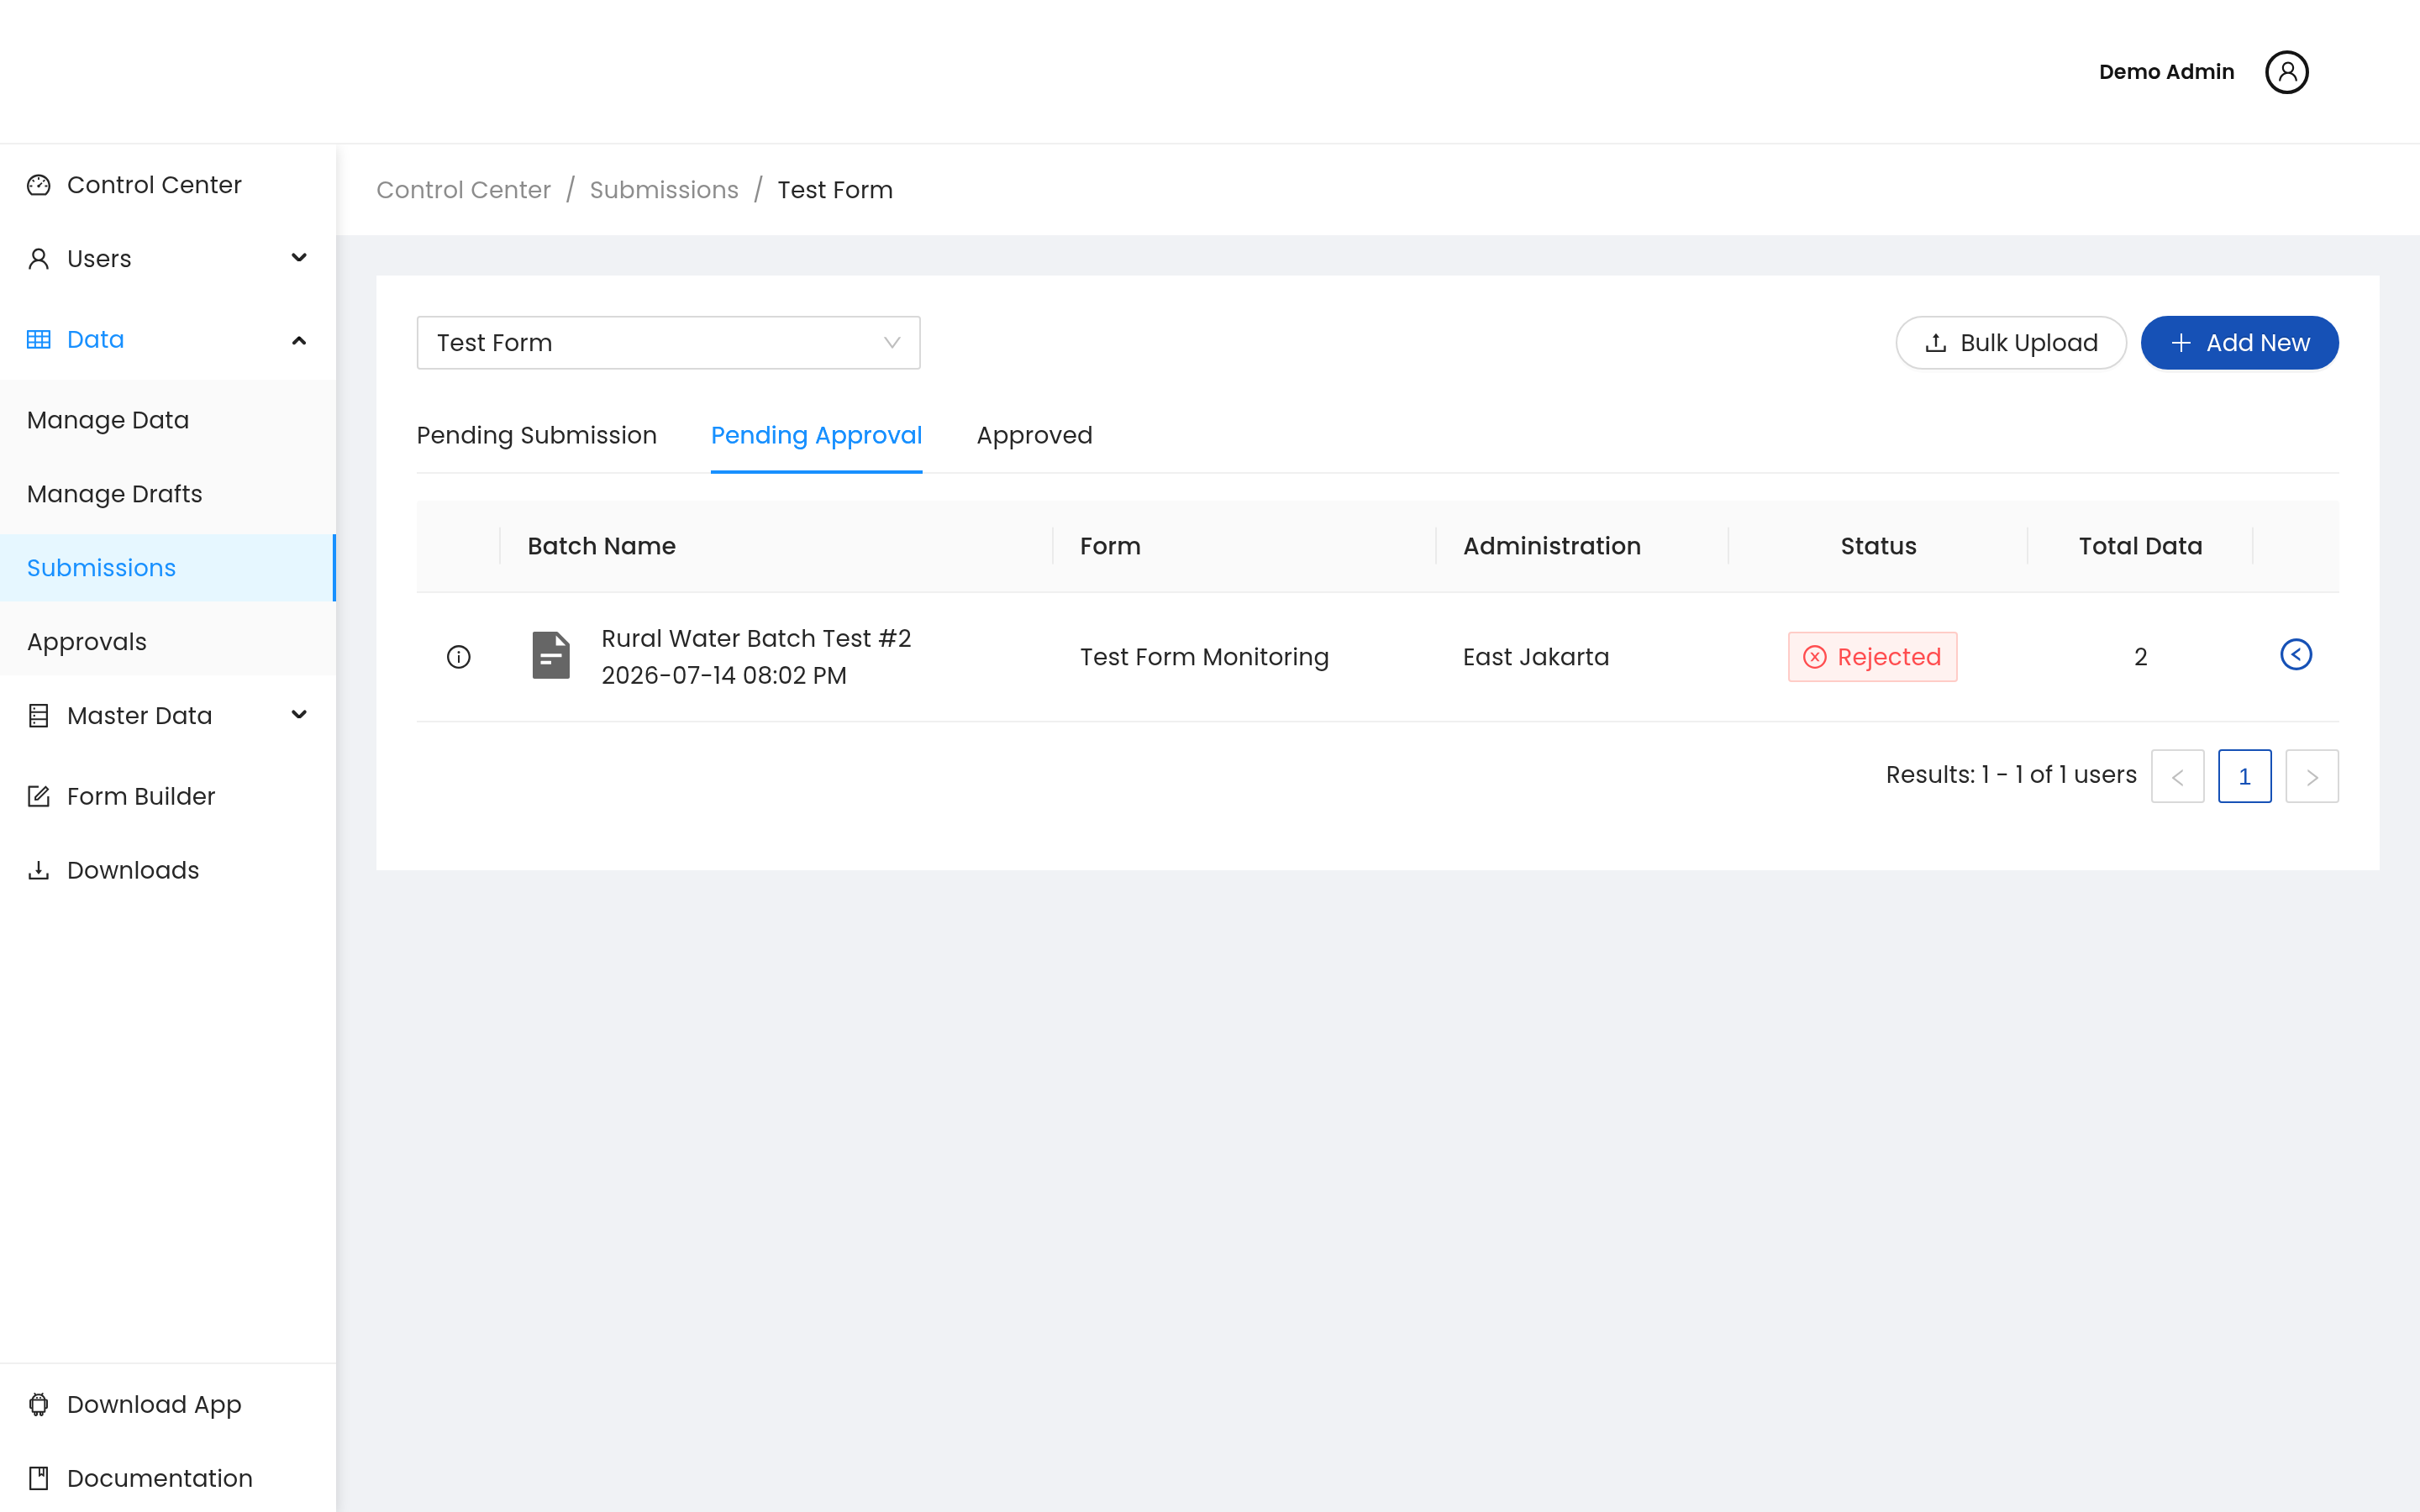 Demo Admin
Control Center
Users
Data
Manage Data
Manage Drafts
Submissions
Approvals
Master Data
Form Builder
Downloads
Download App
Documentation
Control Center / Submissions / Test Form
Test Form
Bulk Upload
Add New
Pending Submission Pending Approval Approved
Batch Name Form Administration Status Total Data
Rural Water Batch Test #2
2026-07-14 08:02 PM
Test Form Monitoring East Jakarta Rejected 2
Results: 1 - 1 of 1 users < 1 >